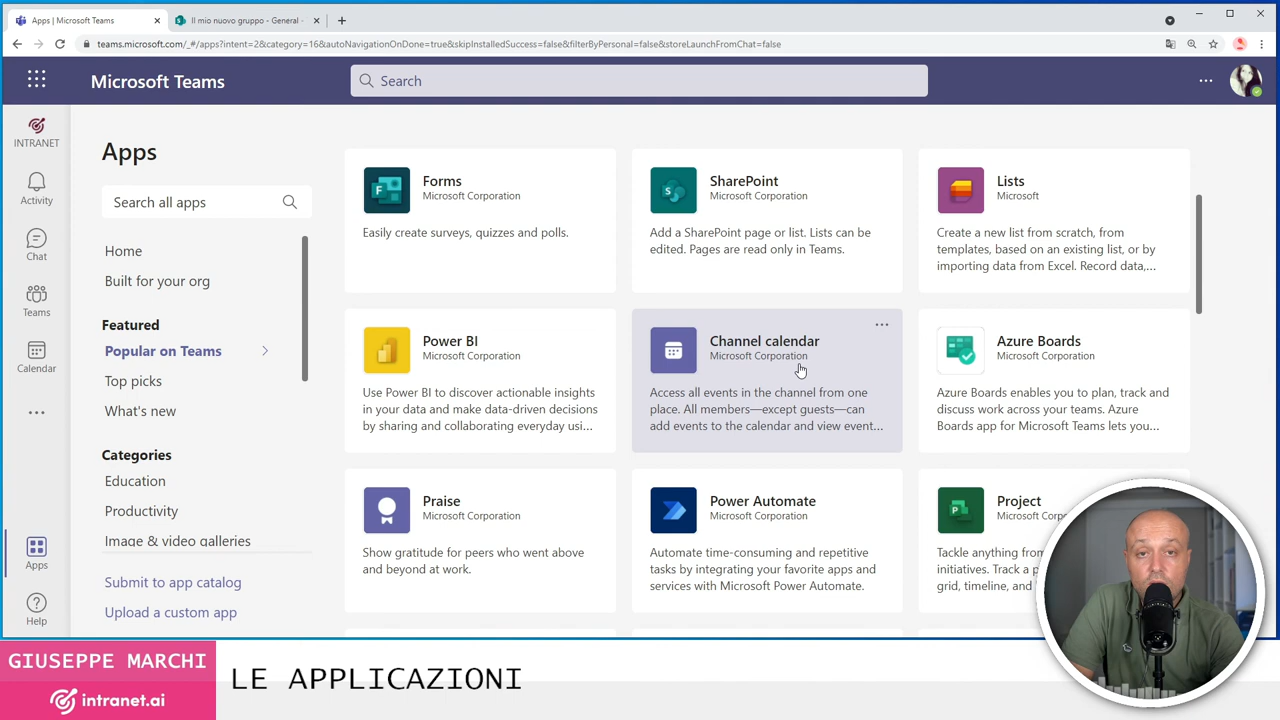 Apps | Microsoft Teams
Il mio nuovo gruppo - General -
teams.microsoft.com/_#/apps?intent=2&category=16&autoNavigationOnDone=true&skipInstalledSuccess=false&filterByPersonal=false&storeLaunchFromChat=false
Microsoft Teams
Search
INTRANET
Activity
Chat
Teams
Calendar
Apps
Help
Apps
Search all apps
Home
Built for your org
Featured
Popular on Teams
Top picks
What's new
Categories
Education
Productivity
Image & video galleries
Submit to app catalog
Upload a custom app
Forms
Microsoft Corporation
Easily create surveys, quizzes and polls.
SharePoint
Microsoft Corporation
Add a SharePoint page or list. Lists can be
edited. Pages are read only in Teams.
Lists
Microsoft
Create a new list from scratch, from
templates, based on an existing list, or by
importing data from Excel. Record data,...
Power BI
Microsoft Corporation
Use Power BI to discover actionable insights
in your data and make data-driven decisions
by sharing and collaborating everyday usi...
Channel calendar
Microsoft Corporation
Access all events in the channel from one
place. All members—except guests—can
add events to the calendar and view event...
Azure Boards
Microsoft Corporation
Azure Boards enables you to plan, track and
discuss work across your teams. Azure
Boards app for Microsoft Teams lets you...
Praise
Microsoft Corporation
Show gratitude for peers who went above
and beyond at work.
Power Automate
Microsoft Corporation
Automate time-consuming and repetitive
tasks by integrating your favorite apps and
services with Microsoft Power Automate.
Project
Microsoft
Tackle anything from
initiatives. Track a
grid, timeline, and
GIUSEPPE MARCHI
intranet.ai
LE APPLICAZIONI